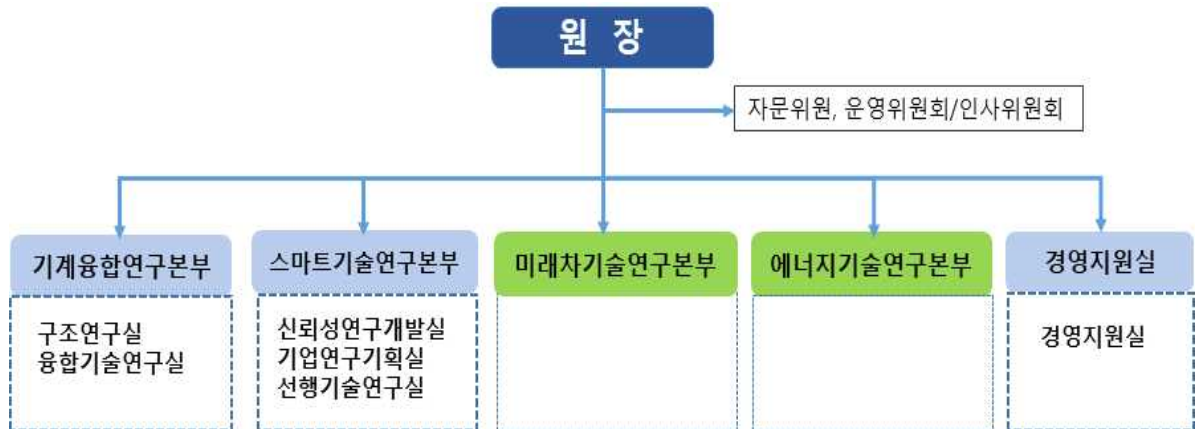 원 장
자문위원, 운영위원회/인사위원회
기계융합연구본부
스마트기술연구본부
미래차기술연구본부
에너지기술연구본부
경영지원실
구조연구실
융합기술연구실
신뢰성연구개발실
기업연구기획실
선행기술연구실
경영지원실